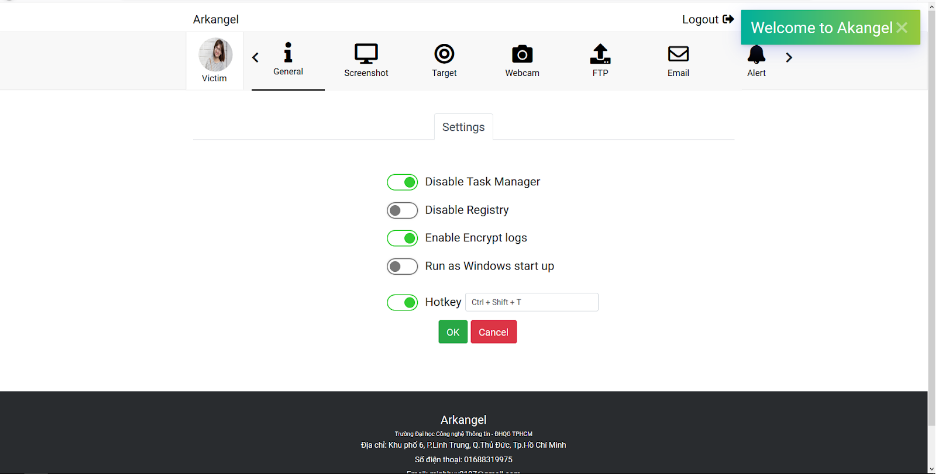 Arkangel
Logout
Welcome to Akangel
Victim
General
Screenshot
Target
Webcam
FTP
Email
Alert
Settings
Disable Task Manager
Disable Registry
Enable Encrypt logs
Run as Windows start up
Hotkey Ctrl + Shift + T
OK Cancel
Arkangel
Trường Đại học Công nghệ Thông tin - ĐHQG TPHCM
Địa chỉ: Khu phố 6, P.Linh Trung, Q.Thủ Đức, Tp.Hồ Chí Minh
Số điện thoại: 01688319975
Email: